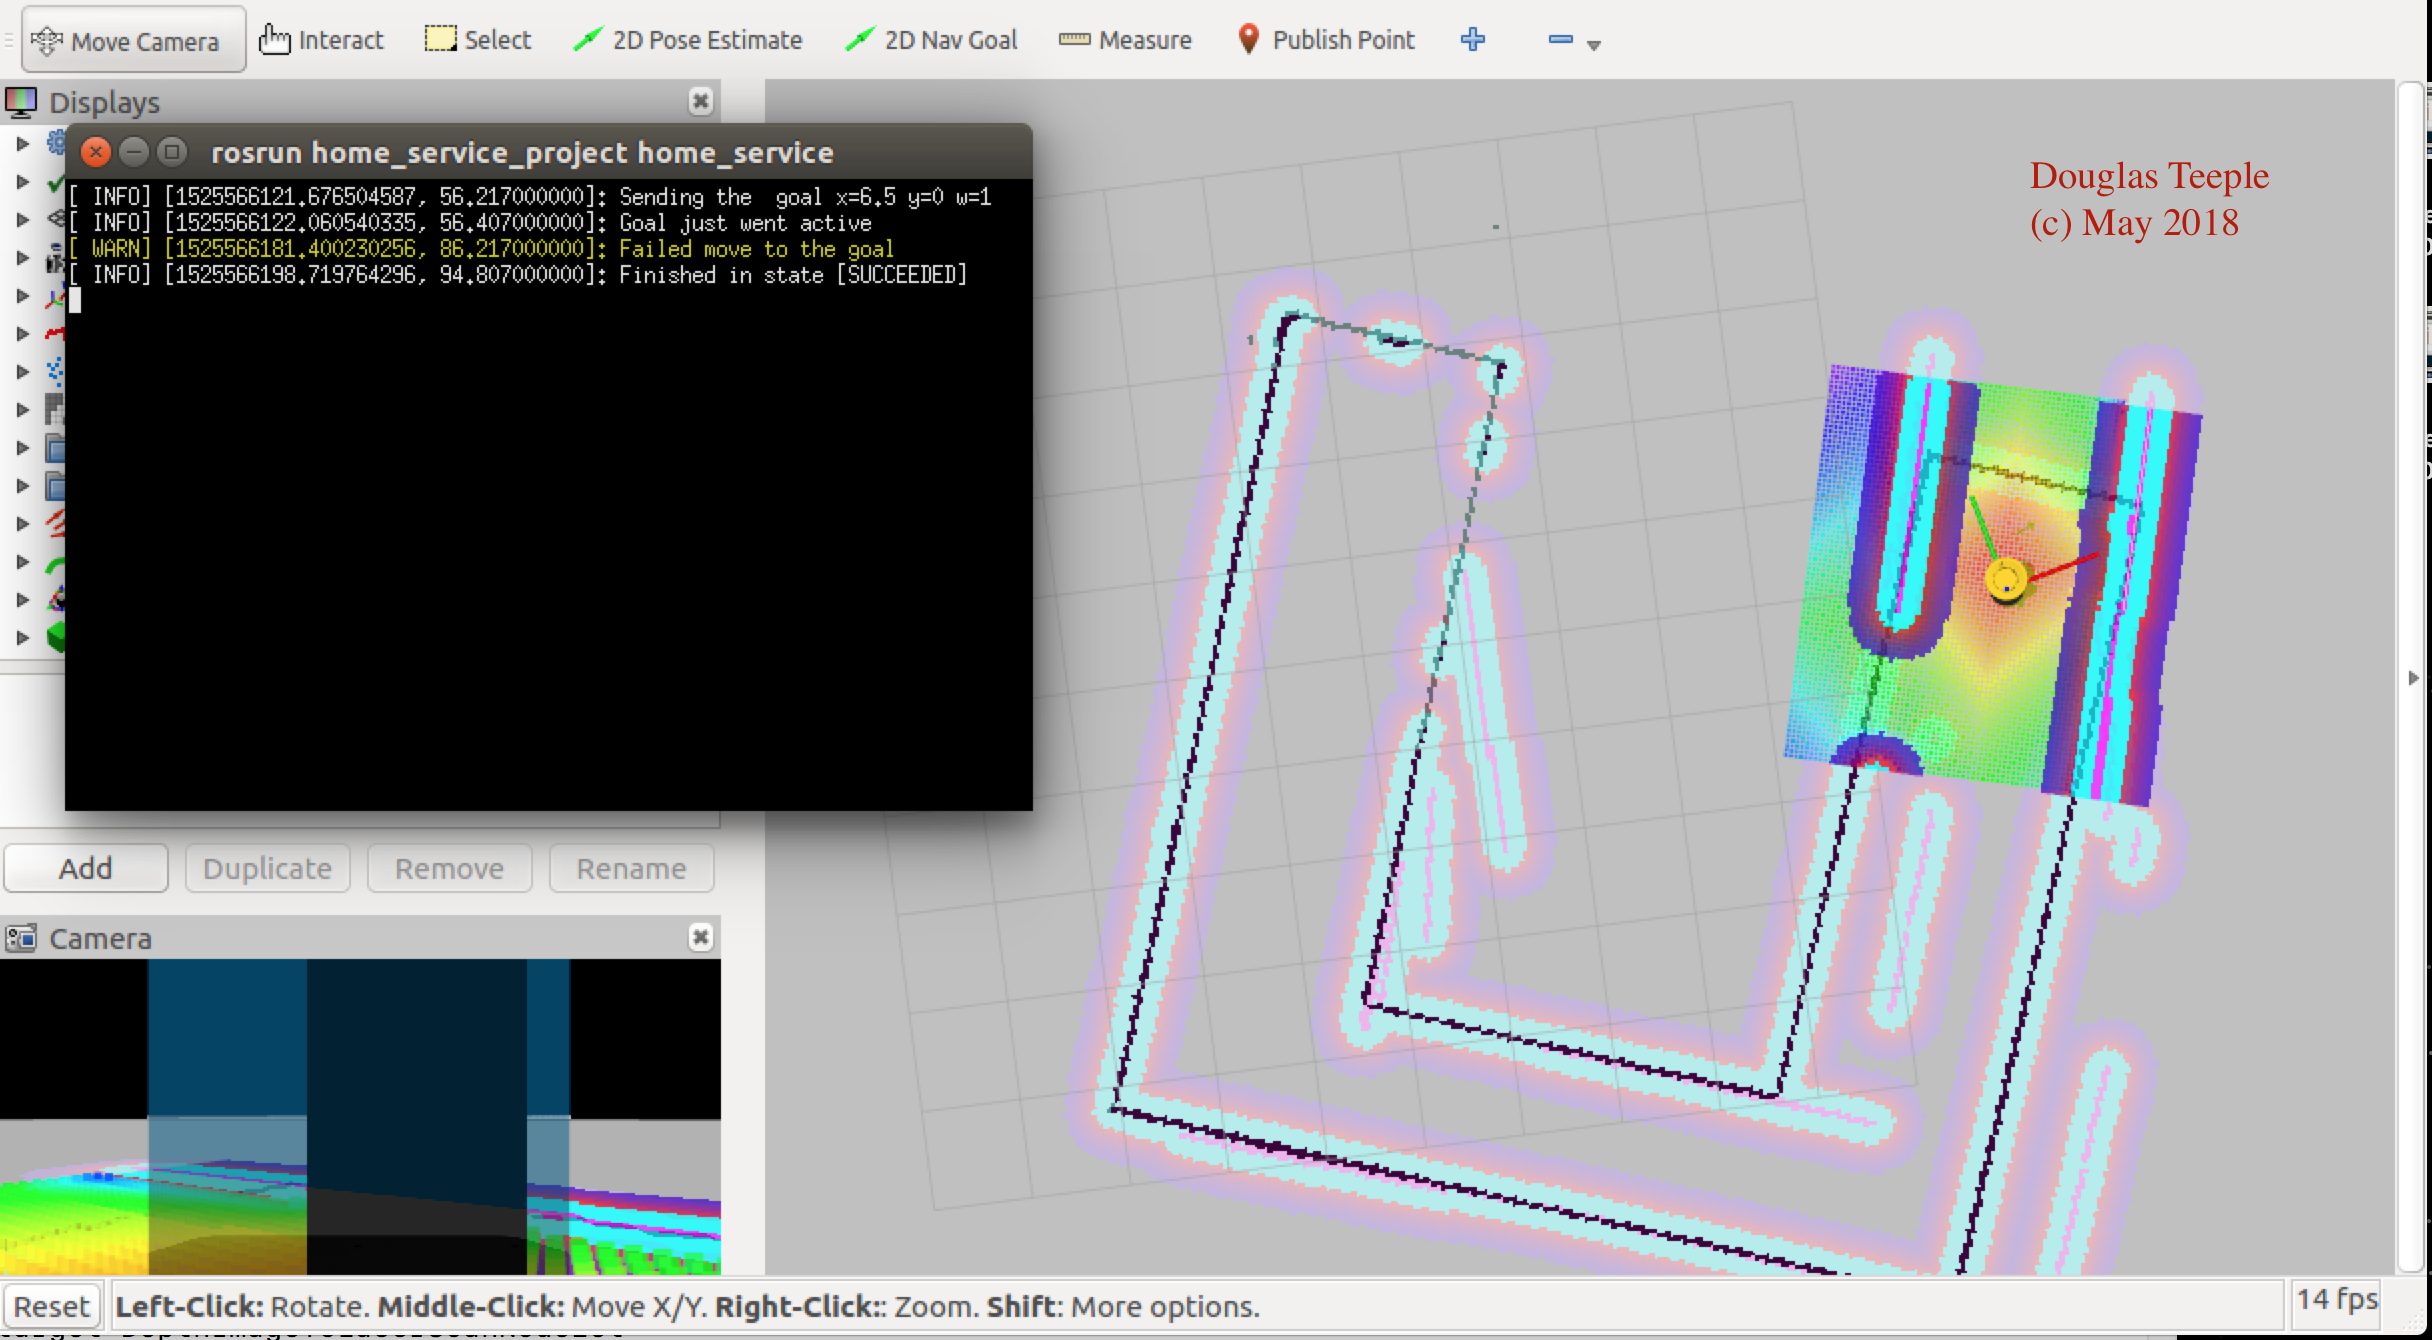 Move Camera Interact Select 2D Pose Estimate 2D Nav Goal Measure Publish Point
Displays
rosrun home_service_project home_service
[ INFO] [1525566121.676504587, 56.217000000]: Sending the  goal x=6.5 y=0 w=1
[ INFO] [1525566122.060540335, 56.407000000]: Goal just went active
[ WARN] [1525566181.400230256, 86.217000000]: Failed move to the goal
[ INFO] [1525566198.719764296, 94.807000000]: Finished in state [SUCCEEDED]
Douglas Teeple
(c) May 2018
Add Duplicate Remove Rename
Camera
Reset Left-Click: Rotate. Middle-Click: Move X/Y. Right-Click:: Zoom. Shift: More options. 14 fps